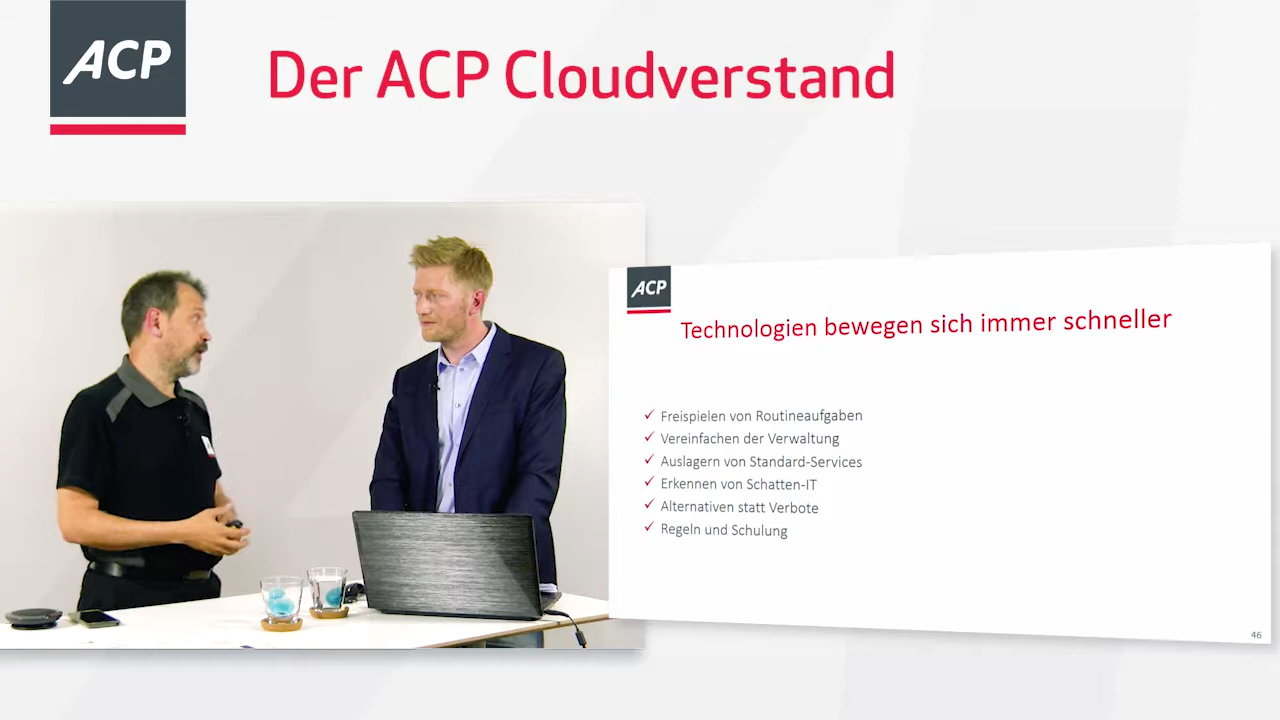 ACP
Der ACP Cloudverstand
ACP
Technologien bewegen sich immer schneller
✓ Freispielen von Routineaufgaben
✓ Vereinfachen der Verwaltung
✓ Auslagern von Standard-Services
✓ Erkennen von Schatten-IT
✓ Alternativen statt Verbote
✓ Regeln und Schulung
46